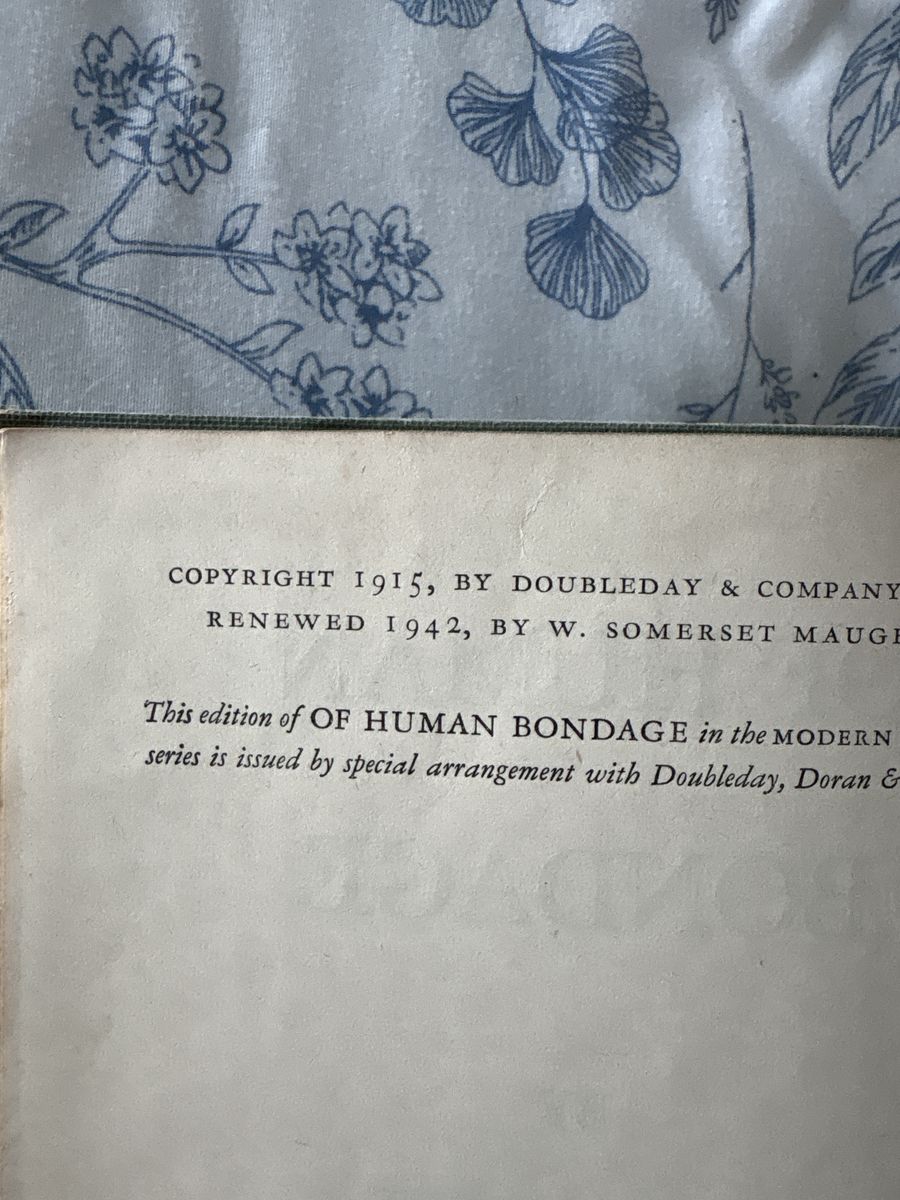 COPYRIGHT 1915, BY DOUBLEDAY & COMPANY
RENEWED 1942, BY W. SOMERSET
This edition of OF HUMAN BONDAGE in the MODERN
series is issued by special arrangement with Doubleday, Doran &